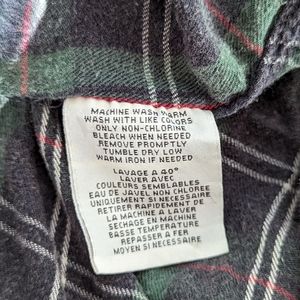 MACHINE WASH WARM
WASH WITH LIKE COLORS
ONLY NON-CHLORINE
BLEACH WHEN NEEDED
REMOVE PROMPTLY
TUMBLE DRY LOW
WARM IRON IF NEEDED
LAVAGE A 40°
LAVER AVEC
COULEURS SEMBLABLES
EAU DE JAVEL NON CHLOREE
UNIQUEMENT SI NECESSAIRE
RETIRER RAPIDEMENT DE
LA MACHINE A LAVER
SECHAGE EN MACHINE
BASSE TEMPERATURE
REPASSER A FER
MOYEN SI NECESSAIRE